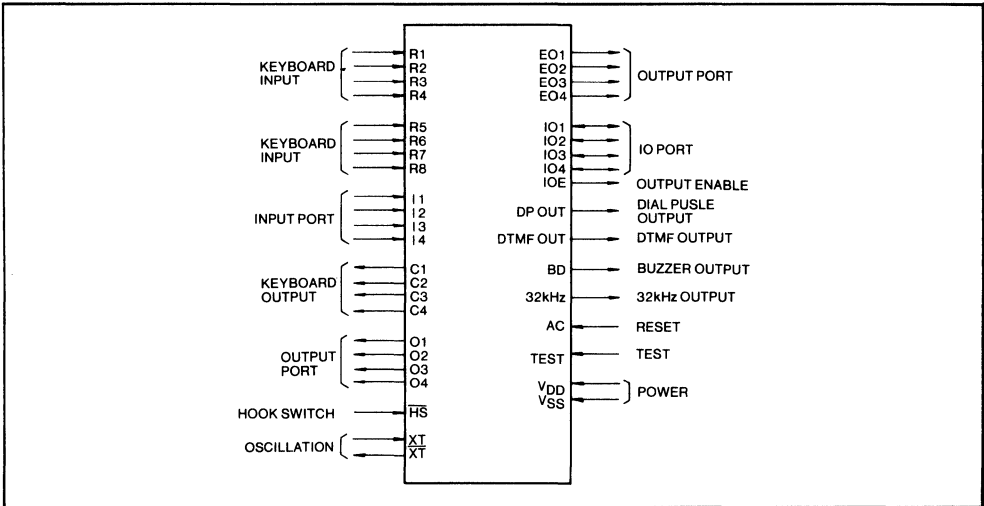 KEYBOARD
INPUT
R1
R2
R3
R4
KEYBOARD
INPUT
R5
R6
R7
R8
INPUT PORT
I1
I2
I3
I4
KEYBOARD
OUTPUT
C1
C2
C3
C4
OUTPUT
PORT
O1
O2
O3
O4
HOOK SWITCH
H̅S̅
OSCILLATION
XT
X̅T̅
EO1
EO2
EO3
EO4
OUTPUT PORT
IO1
IO2
IO3
IO4
IO PORT
IOE
OUTPUT ENABLE
DP OUT
DIAL PUSLE
OUTPUT
DTMF OUT
DTMF OUTPUT
BD
BUZZER OUTPUT
32kHz
32kHz OUTPUT
AC
RESET
TEST
TEST
VDD
VSS
POWER